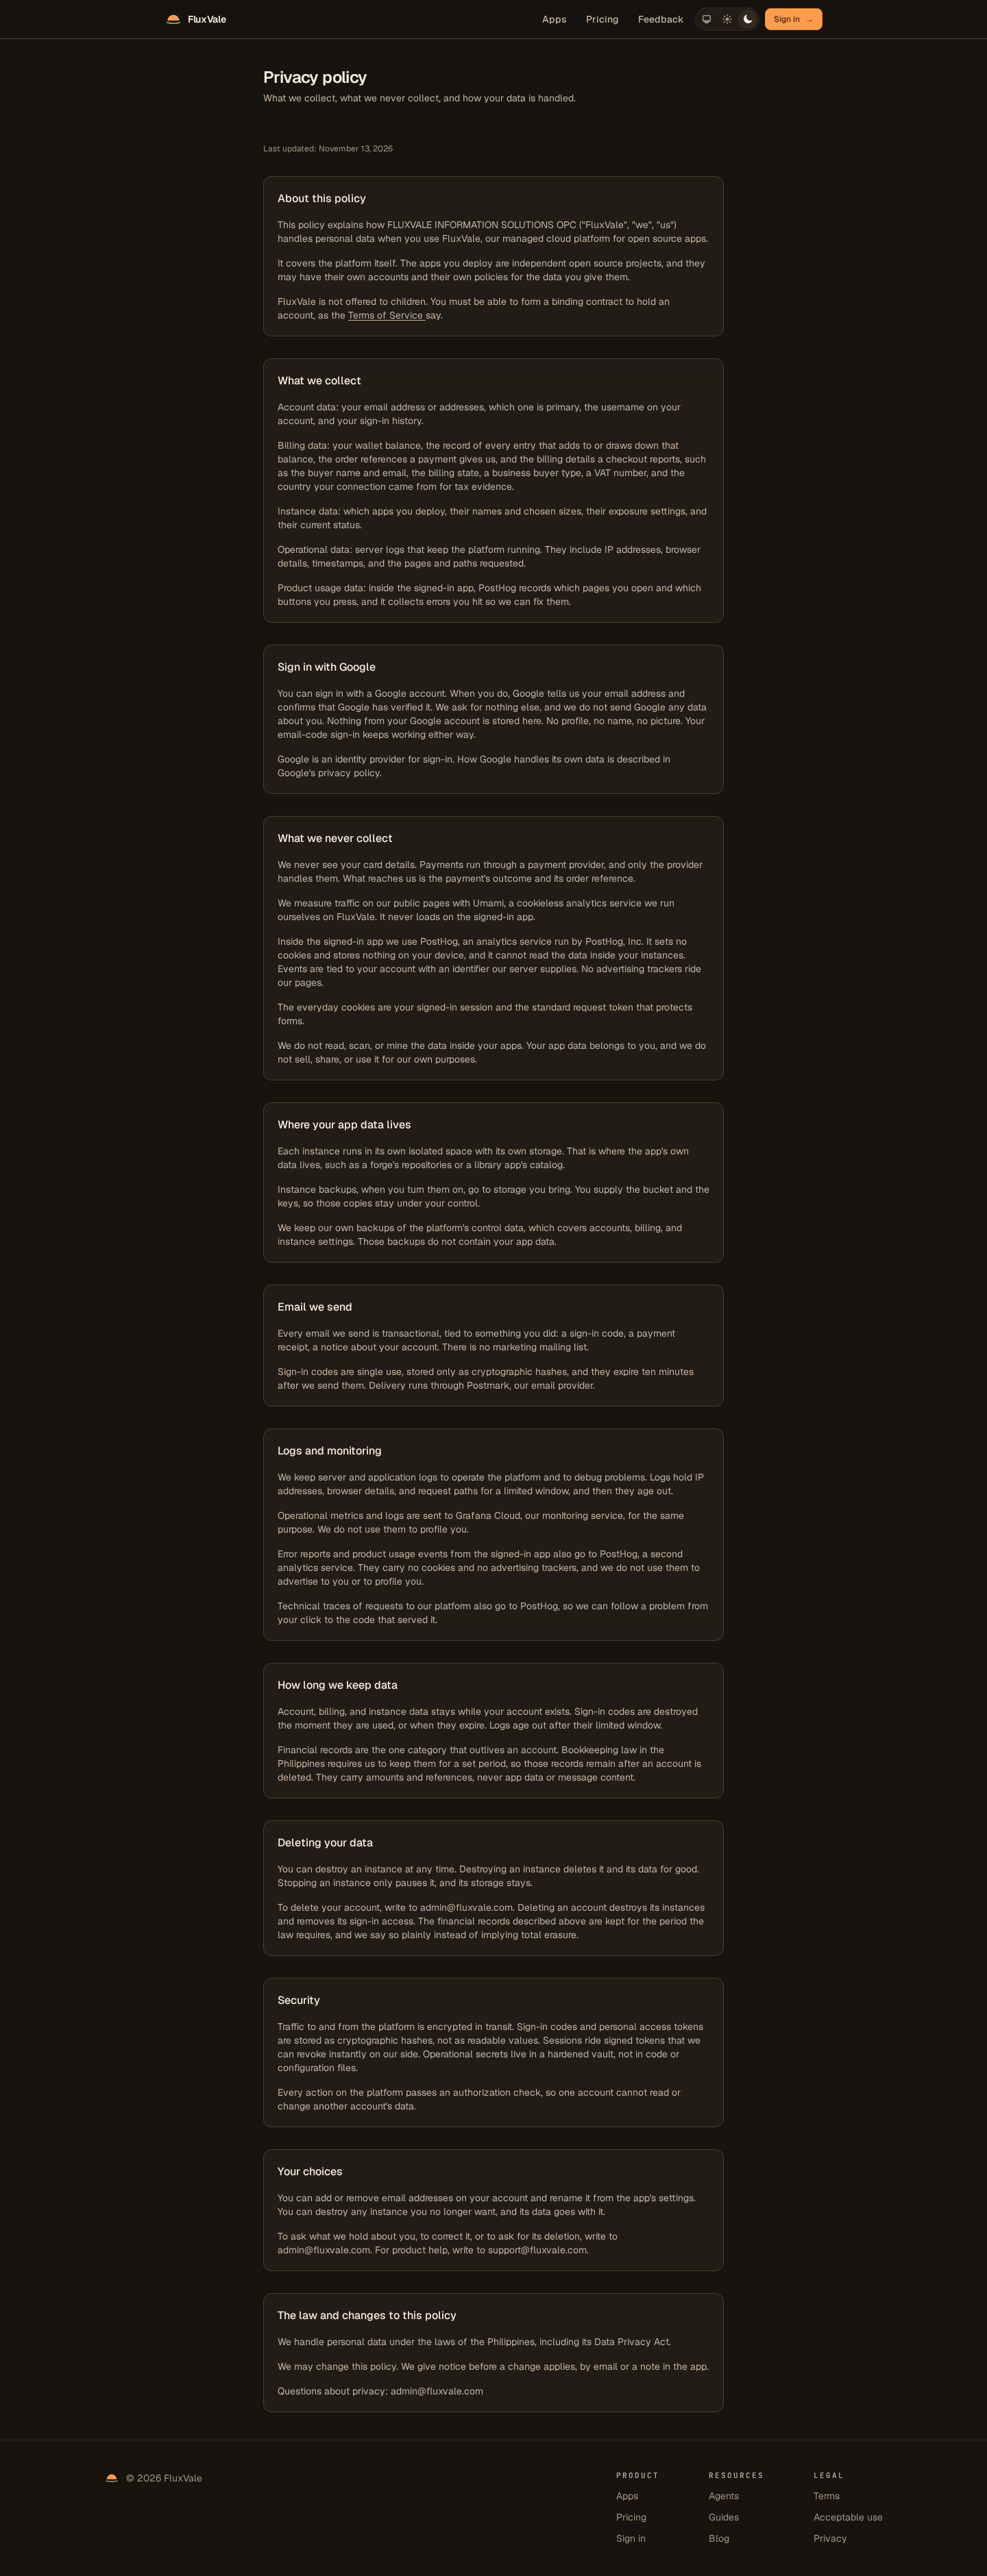 FluxVale
Apps
Pricing
Feedback
Sign in →
Privacy policy
What we collect, what we never collect, and how your data is handled.
Last updated: November 13, 2026
About this policy
This policy explains how FLUXVALE INFORMATION SOLUTIONS OPC ("FluxVale", "we", "us")
handles personal data when you use FluxVale, our managed cloud platform for open source apps.
It covers the platform itself. The apps you deploy are independent open source projects, and they
may have their own accounts and their own policies for the data you give them.
FluxVale is not offered to children. You must be able to form a binding contract to hold an
account, as the Terms of Service say.
What we collect
Account data: your email address or addresses, which one is primary, the username on your
account, and your sign-in history.
Billing data: your wallet balance, the record of every entry that adds to or draws down that
balance, the order references a payment gives us, and the billing details a checkout reports, such
as the buyer name and email, the billing state, a business buyer type, a VAT number, and the
country your connection came from for tax evidence.
Instance data: which apps you deploy, their names and chosen sizes, their exposure settings, and
their current status.
Operational data: server logs that keep the platform running. They include IP addresses, browser
details, timestamps, and the pages and paths requested.
Product usage data: inside the signed-in app, PostHog records which pages you open and which
buttons you press, and it collects errors you hit so we can fix them.
Sign in with Google
You can sign in with a Google account. When you do, Google tells us your email address and
confirms that Google has verified it. We ask for nothing else, and we do not send Google any data
about you. Nothing from your Google account is stored here. No profile, no name, no picture. Your
email-code sign-in keeps working either way.
Google is an identity provider for sign-in. How Google handles its own data is described in
Google's privacy policy.
What we never collect
We never see your card details. Payments run through a payment provider, and only the provider
handles them. What reaches us is the payment's outcome and its order reference.
We measure traffic on our public pages with Umami, a cookieless analytics service we run
ourselves on FluxVale. It never loads on the signed-in app.
Inside the signed-in app we use PostHog, an analytics service run by PostHog, Inc. It sets no
cookies and stores nothing on your device, and it cannot read the data inside your instances.
Events are tied to your account with an identifier our server supplies. No advertising trackers ride
our pages.
The everyday cookies are your signed-in session and the standard request token that protects
forms.
We do not read, scan, or mine the data inside your apps. Your app data belongs to you, and we do
not sell, share, or use it for our own purposes.
Where your app data lives
Each instance runs in its own isolated space with its own storage. That is where the app's own
data lives, such as a forge's repositories or a library app's catalog.
Instance backups, when you turn them on, go to storage you bring. You supply the bucket and the
keys, so those copies stay under your control.
We keep our own backups of the platform's control data, which covers accounts, billing, and
instance settings. Those backups do not contain your app data.
Email we send
Every email we send is transactional, tied to something you did: a sign-in code, a payment
receipt, a notice about your account. There is no marketing mailing list.
Sign-in codes are single use, stored only as cryptographic hashes, and they expire ten minutes
after we send them. Delivery runs through Postmark, our email provider.
Logs and monitoring
We keep server and application logs to operate the platform and to debug problems. Logs hold IP
addresses, browser details, and request paths for a limited window, and then they age out.
Operational metrics and logs are sent to Grafana Cloud, our monitoring service, for the same
purpose. We do not use them to profile you.
Error reports and product usage events from the signed-in app also go to PostHog, a second
analytics service. They carry no cookies and no advertising trackers, and we do not use them to
advertise to you or to profile you.
Technical traces of requests to our platform also go to PostHog, so we can follow a problem from
your click to the code that served it.
How long we keep data
Account, billing, and instance data stays while your account exists. Sign-in codes are destroyed
the moment they are used, or when they expire. Logs age out after their limited window.
Financial records are the one category that outlives an account. Bookkeeping law in the
Philippines requires us to keep them for a set period, so those records remain after an account is
deleted. They carry amounts and references, never app data or message content.
Deleting your data
You can destroy an instance at any time. Destroying an instance deletes it and its data for good.
Stopping an instance only pauses it, and its storage stays.
To delete your account, write to admin@fluxvale.com. Deleting an account destroys its instances
and removes its sign-in access. The financial records described above are kept for the period the
law requires, and we say so plainly instead of implying total erasure.
Security
Traffic to and from the platform is encrypted in transit. Sign-in codes and personal access tokens
are stored as cryptographic hashes, not as readable values. Sessions ride signed tokens that we
can revoke instantly on our side. Operational secrets live in a hardened vault, not in code or
configuration files.
Every action on the platform passes an authorization check, so one account cannot read or
change another account's data.
Your choices
You can add or remove email addresses on your account and rename it from the app's settings.
You can destroy any instance you no longer want, and its data goes with it.
To ask what we hold about you, to correct it, or to ask for its deletion, write to
admin@fluxvale.com. For product help, write to support@fluxvale.com.
The law and changes to this policy
We handle personal data under the laws of the Philippines, including its Data Privacy Act.
We may change this policy. We give notice before a change applies, by email or a note in the app.
Questions about privacy: admin@fluxvale.com
© 2026 FluxVale
PRODUCT
Apps
Pricing
Sign in
RESOURCES
Agents
Guides
Blog
LEGAL
Terms
Acceptable use
Privacy